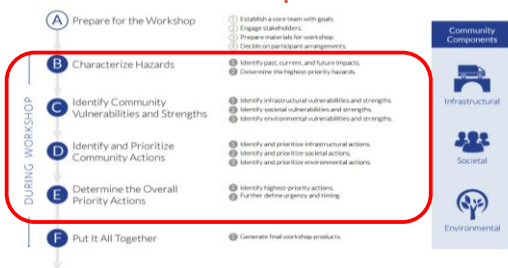 A Prepare for the Workshop
1 Establish a core team with goals.
2 Engage stakeholders.
3 Prepare materials for workshop.
4 Decide on participant arrangements.
DURING WORKSHOP
B Characterize Hazards
1 Identify past, current, and future impacts.
2 Determine the highest-priority hazards.
C Identify Community
Vulnerabilities and Strengths
1 Identify infrastructural vulnerabilities and strengths.
2 Identify societal vulnerabilities and strengths.
3 Identify environmental vulnerabilities and strengths.
D Identify and Prioritize
Community Actions
1 Identify and prioritize infrastructural actions.
2 Identify and prioritize societal actions.
3 Identify and prioritize environmental actions.
E Determine the Overall
Priority Actions
1 Identify highest-priority actions.
2 Further define urgency and timing.
F Put It All Together
1 Generate final workshop products.
Community
Components
Infrastructural
Societal
Environmental